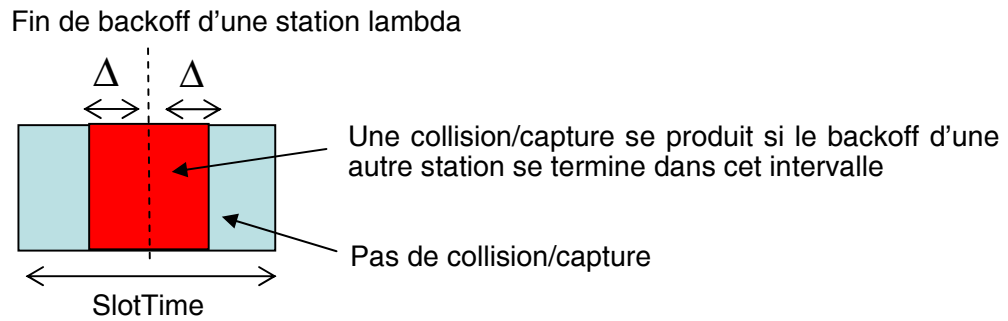 Fin de backoff d'une station lambda
Δ Δ
Une collision/capture se produit si le backoff d'une
autre station se termine dans cet intervalle
Pas de collision/capture
SlotTime